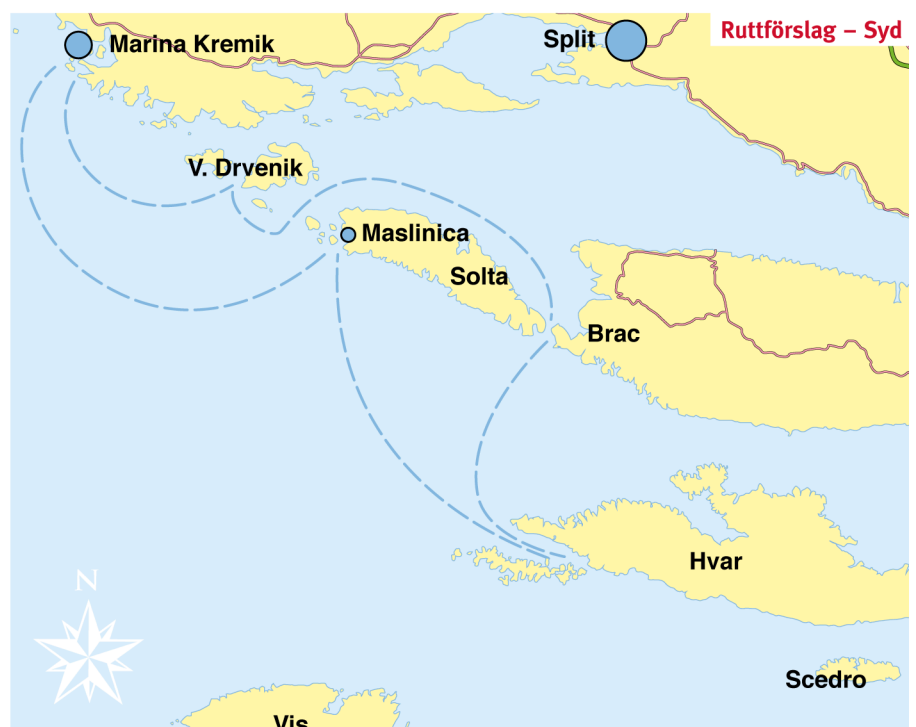 Ruttförslag – Syd
Marina Kremik
Split
V. Drvenik
Maslinica
Solta
Brac
Hvar
N
Scedro
Vis